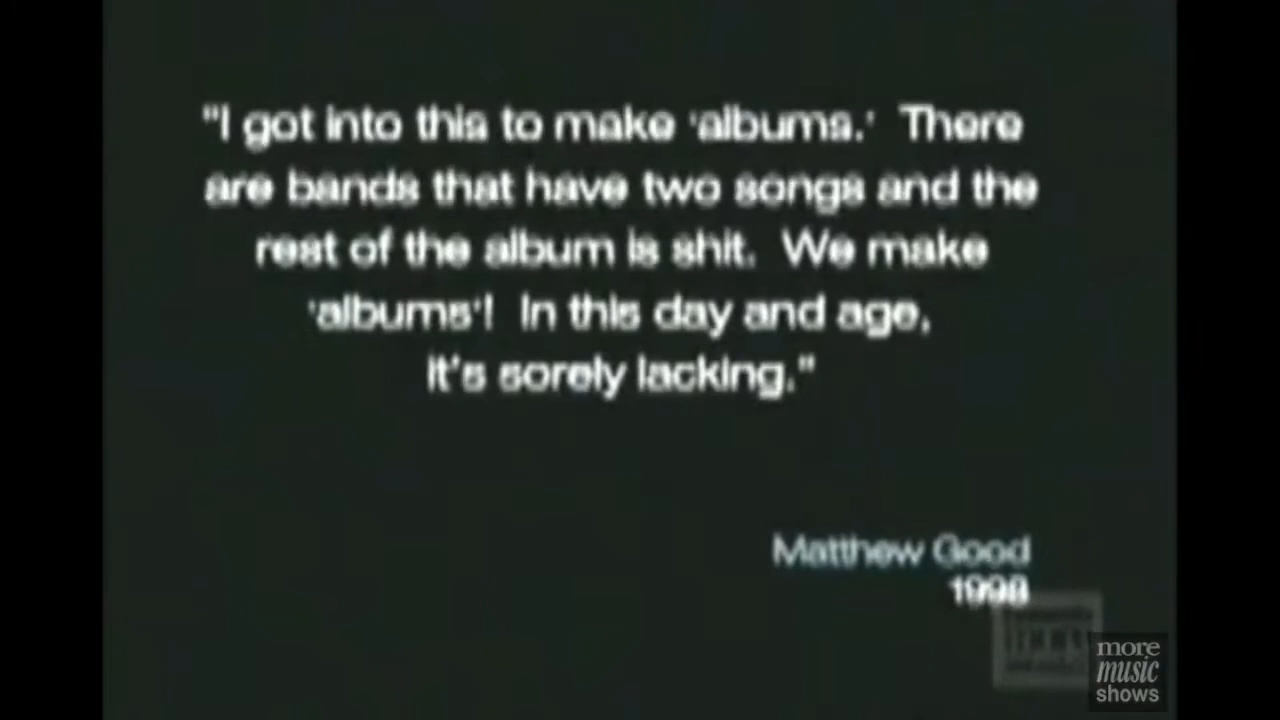 "I got into this to make 'albums.' There
are bands that have two songs and the
rest of the album is shit. We make
'albums'! In this day and age,
it's sorely lacking."
Matthew Good
1998
more
music
shows